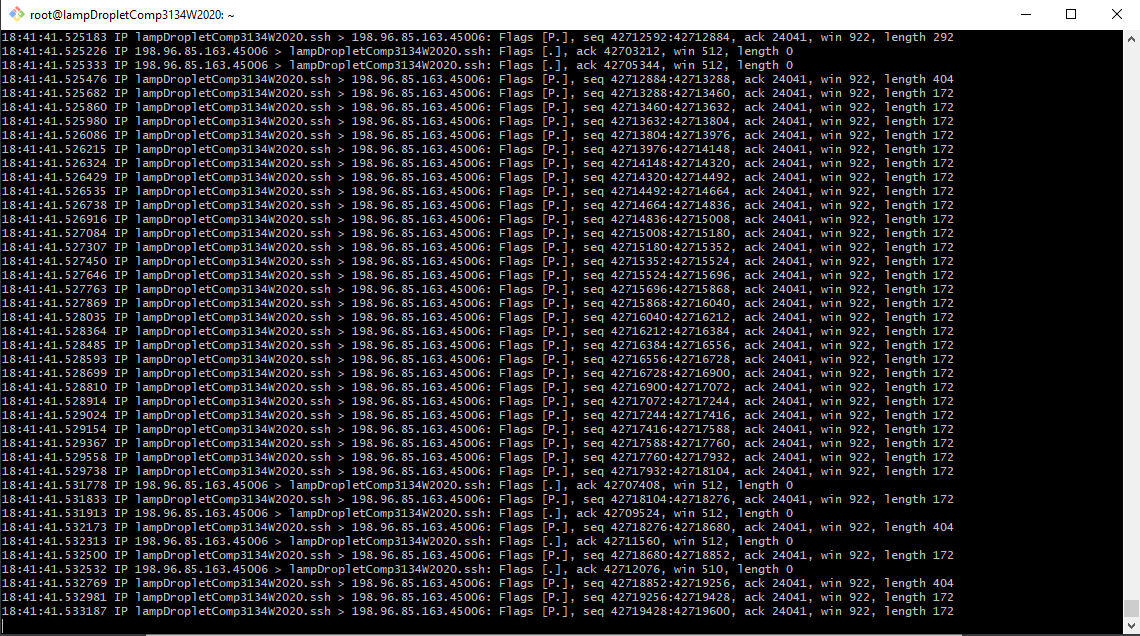 root@lampDropletComp3134W2020: ~
18:41:41.525183 IP lampDropletComp3134W2020.ssh > 198.96.85.163.45006: Flags [P.], seq 42712592:42712884, ack 24041, win 922, length 292
18:41:41.525226 IP 198.96.85.163.45006 > lampDropletComp3134W2020.ssh: Flags [.], ack 42703212, win 512, length 0
18:41:41.525333 IP 198.96.85.163.45006 > lampDropletComp3134W2020.ssh: Flags [.], ack 42705344, win 512, length 0
18:41:41.525476 IP lampDropletComp3134W2020.ssh > 198.96.85.163.45006: Flags [P.], seq 42712884:42713288, ack 24041, win 922, length 404
18:41:41.525682 IP lampDropletComp3134W2020.ssh > 198.96.85.163.45006: Flags [P.], seq 42713288:42713460, ack 24041, win 922, length 172
18:41:41.525860 IP lampDropletComp3134W2020.ssh > 198.96.85.163.45006: Flags [P.], seq 42713460:42713632, ack 24041, win 922, length 172
18:41:41.525980 IP lampDropletComp3134W2020.ssh > 198.96.85.163.45006: Flags [P.], seq 42713632:42713804, ack 24041, win 922, length 172
18:41:41.526086 IP lampDropletComp3134W2020.ssh > 198.96.85.163.45006: Flags [P.], seq 42713804:42713976, ack 24041, win 922, length 172
18:41:41.526215 IP lampDropletComp3134W2020.ssh > 198.96.85.163.45006: Flags [P.], seq 42713976:42714148, ack 24041, win 922, length 172
18:41:41.526324 IP lampDropletComp3134W2020.ssh > 198.96.85.163.45006: Flags [P.], seq 42714148:42714320, ack 24041, win 922, length 172
18:41:41.526429 IP lampDropletComp3134W2020.ssh > 198.96.85.163.45006: Flags [P.], seq 42714320:42714492, ack 24041, win 922, length 172
18:41:41.526535 IP lampDropletComp3134W2020.ssh > 198.96.85.163.45006: Flags [P.], seq 42714492:42714664, ack 24041, win 922, length 172
18:41:41.526738 IP lampDropletComp3134W2020.ssh > 198.96.85.163.45006: Flags [P.], seq 42714664:42714836, ack 24041, win 922, length 172
18:41:41.526916 IP lampDropletComp3134W2020.ssh > 198.96.85.163.45006: Flags [P.], seq 42714836:42715008, ack 24041, win 922, length 172
18:41:41.527084 IP lampDropletComp3134W2020.ssh > 198.96.85.163.45006: Flags [P.], seq 42715008:42715180, ack 24041, win 922, length 172
18:41:41.527307 IP lampDropletComp3134W2020.ssh > 198.96.85.163.45006: Flags [P.], seq 42715180:42715352, ack 24041, win 922, length 172
18:41:41.527450 IP lampDropletComp3134W2020.ssh > 198.96.85.163.45006: Flags [P.], seq 42715352:42715524, ack 24041, win 922, length 172
18:41:41.527646 IP lampDropletComp3134W2020.ssh > 198.96.85.163.45006: Flags [P.], seq 42715524:42715696, ack 24041, win 922, length 172
18:41:41.527763 IP lampDropletComp3134W2020.ssh > 198.96.85.163.45006: Flags [P.], seq 42715696:42715868, ack 24041, win 922, length 172
18:41:41.527869 IP lampDropletComp3134W2020.ssh > 198.96.85.163.45006: Flags [P.], seq 42715868:42716040, ack 24041, win 922, length 172
18:41:41.528035 IP lampDropletComp3134W2020.ssh > 198.96.85.163.45006: Flags [P.], seq 42716040:42716212, ack 24041, win 922, length 172
18:41:41.528364 IP lampDropletComp3134W2020.ssh > 198.96.85.163.45006: Flags [P.], seq 42716212:42716384, ack 24041, win 922, length 172
18:41:41.528485 IP lampDropletComp3134W2020.ssh > 198.96.85.163.45006: Flags [P.], seq 42716384:42716556, ack 24041, win 922, length 172
18:41:41.528593 IP lampDropletComp3134W2020.ssh > 198.96.85.163.45006: Flags [P.], seq 42716556:42716728, ack 24041, win 922, length 172
18:41:41.528699 IP lampDropletComp3134W2020.ssh > 198.96.85.163.45006: Flags [P.], seq 42716728:42716900, ack 24041, win 922, length 172
18:41:41.528810 IP lampDropletComp3134W2020.ssh > 198.96.85.163.45006: Flags [P.], seq 42716900:42717072, ack 24041, win 922, length 172
18:41:41.528914 IP lampDropletComp3134W2020.ssh > 198.96.85.163.45006: Flags [P.], seq 42717072:42717244, ack 24041, win 922, length 172
18:41:41.529024 IP lampDropletComp3134W2020.ssh > 198.96.85.163.45006: Flags [P.], seq 42717244:42717416, ack 24041, win 922, length 172
18:41:41.529154 IP lampDropletComp3134W2020.ssh > 198.96.85.163.45006: Flags [P.], seq 42717416:42717588, ack 24041, win 922, length 172
18:41:41.529367 IP lampDropletComp3134W2020.ssh > 198.96.85.163.45006: Flags [P.], seq 42717588:42717760, ack 24041, win 922, length 172
18:41:41.529558 IP lampDropletComp3134W2020.ssh > 198.96.85.163.45006: Flags [P.], seq 42717760:42717932, ack 24041, win 922, length 172
18:41:41.529738 IP lampDropletComp3134W2020.ssh > 198.96.85.163.45006: Flags [P.], seq 42717932:42718104, ack 24041, win 922, length 172
18:41:41.531778 IP 198.96.85.163.45006 > lampDropletComp3134W2020.ssh: Flags [.], ack 42707408, win 512, length 0
18:41:41.531833 IP lampDropletComp3134W2020.ssh > 198.96.85.163.45006: Flags [P.], seq 42718104:42718276, ack 24041, win 922, length 172
18:41:41.531913 IP 198.96.85.163.45006 > lampDropletComp3134W2020.ssh: Flags [.], ack 42709524, win 512, length 0
18:41:41.532173 IP lampDropletComp3134W2020.ssh > 198.96.85.163.45006: Flags [P.], seq 42718276:42718680, ack 24041, win 922, length 404
18:41:41.532313 IP 198.96.85.163.45006 > lampDropletComp3134W2020.ssh: Flags [.], ack 42711560, win 512, length 0
18:41:41.532500 IP lampDropletComp3134W2020.ssh > 198.96.85.163.45006: Flags [P.], seq 42718680:42718852, ack 24041, win 922, length 172
18:41:41.532532 IP 198.96.85.163.45006 > lampDropletComp3134W2020.ssh: Flags [.], ack 42712076, win 510, length 0
18:41:41.532769 IP lampDropletComp3134W2020.ssh > 198.96.85.163.45006: Flags [P.], seq 42718852:42719256, ack 24041, win 922, length 404
18:41:41.532981 IP lampDropletComp3134W2020.ssh > 198.96.85.163.45006: Flags [P.], seq 42719256:42719428, ack 24041, win 922, length 172
18:41:41.533187 IP lampDropletComp3134W2020.ssh > 198.96.85.163.45006: Flags [P.], seq 42719428:42719600, ack 24041, win 922, length 172